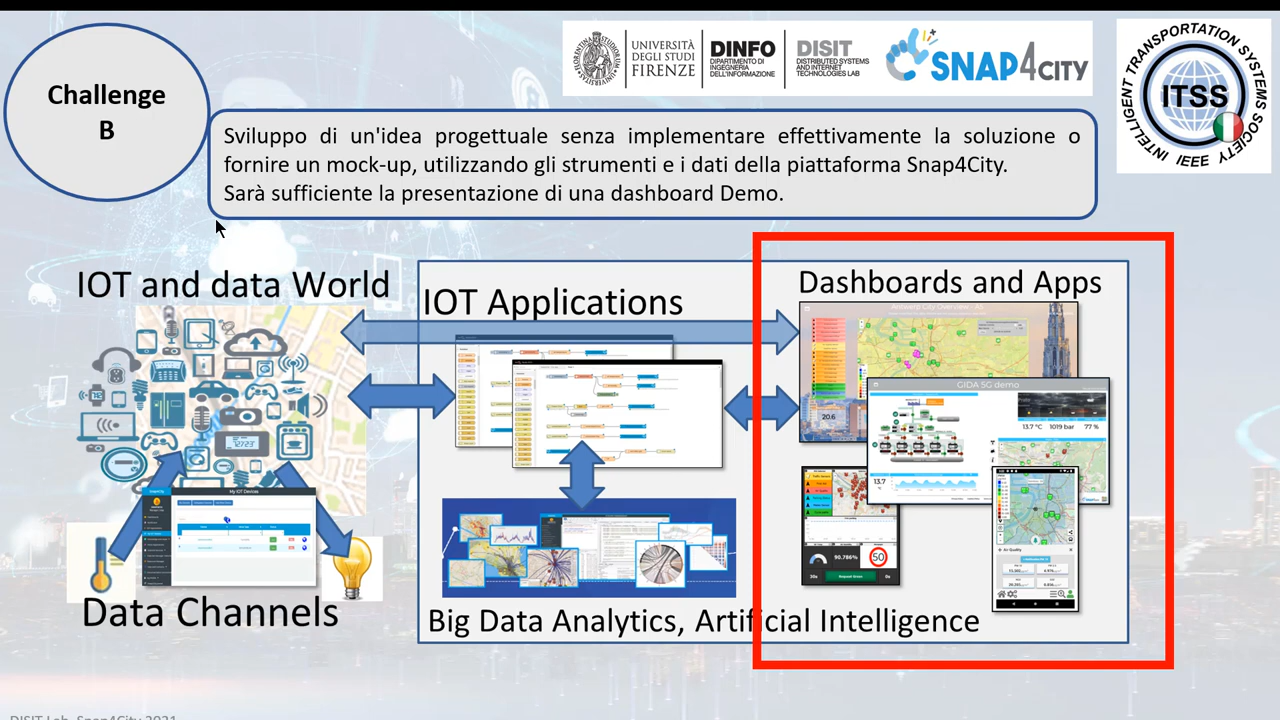 Challenge
B
UNIVERSITÀ
DEGLI STUDI
FIRENZE
DINFO
DIPARTIMENTO DI
INGEGNERIA
DELL'INFORMAZIONE
DISIT
DISTRIBUTED SYSTEMS
AND INTERNET
TECHNOLOGIES LAB
SNAP4CITY
INTELLIGENT TRANSPORTATION SYSTEMS SOCIETY
ITSS
IEEE
Sviluppo di un'idea progettuale senza implementare effettivamente la soluzione o
fornire un mock-up, utilizzando gli strumenti e i dati della piattaforma Snap4City.
Sarà sufficiente la presentazione di una dashboard Demo.
IOT and data World
IOT Applications
Dashboards and Apps
GIDA 5G demo
20.6
13.7 °C
1019 bar
77 %
13.7
My IOT Devices
90.786%
50
Air Quality
Data Channels
Big Data Analytics, Artificial Intelligence
DISIT Lab, Snap4City 2021